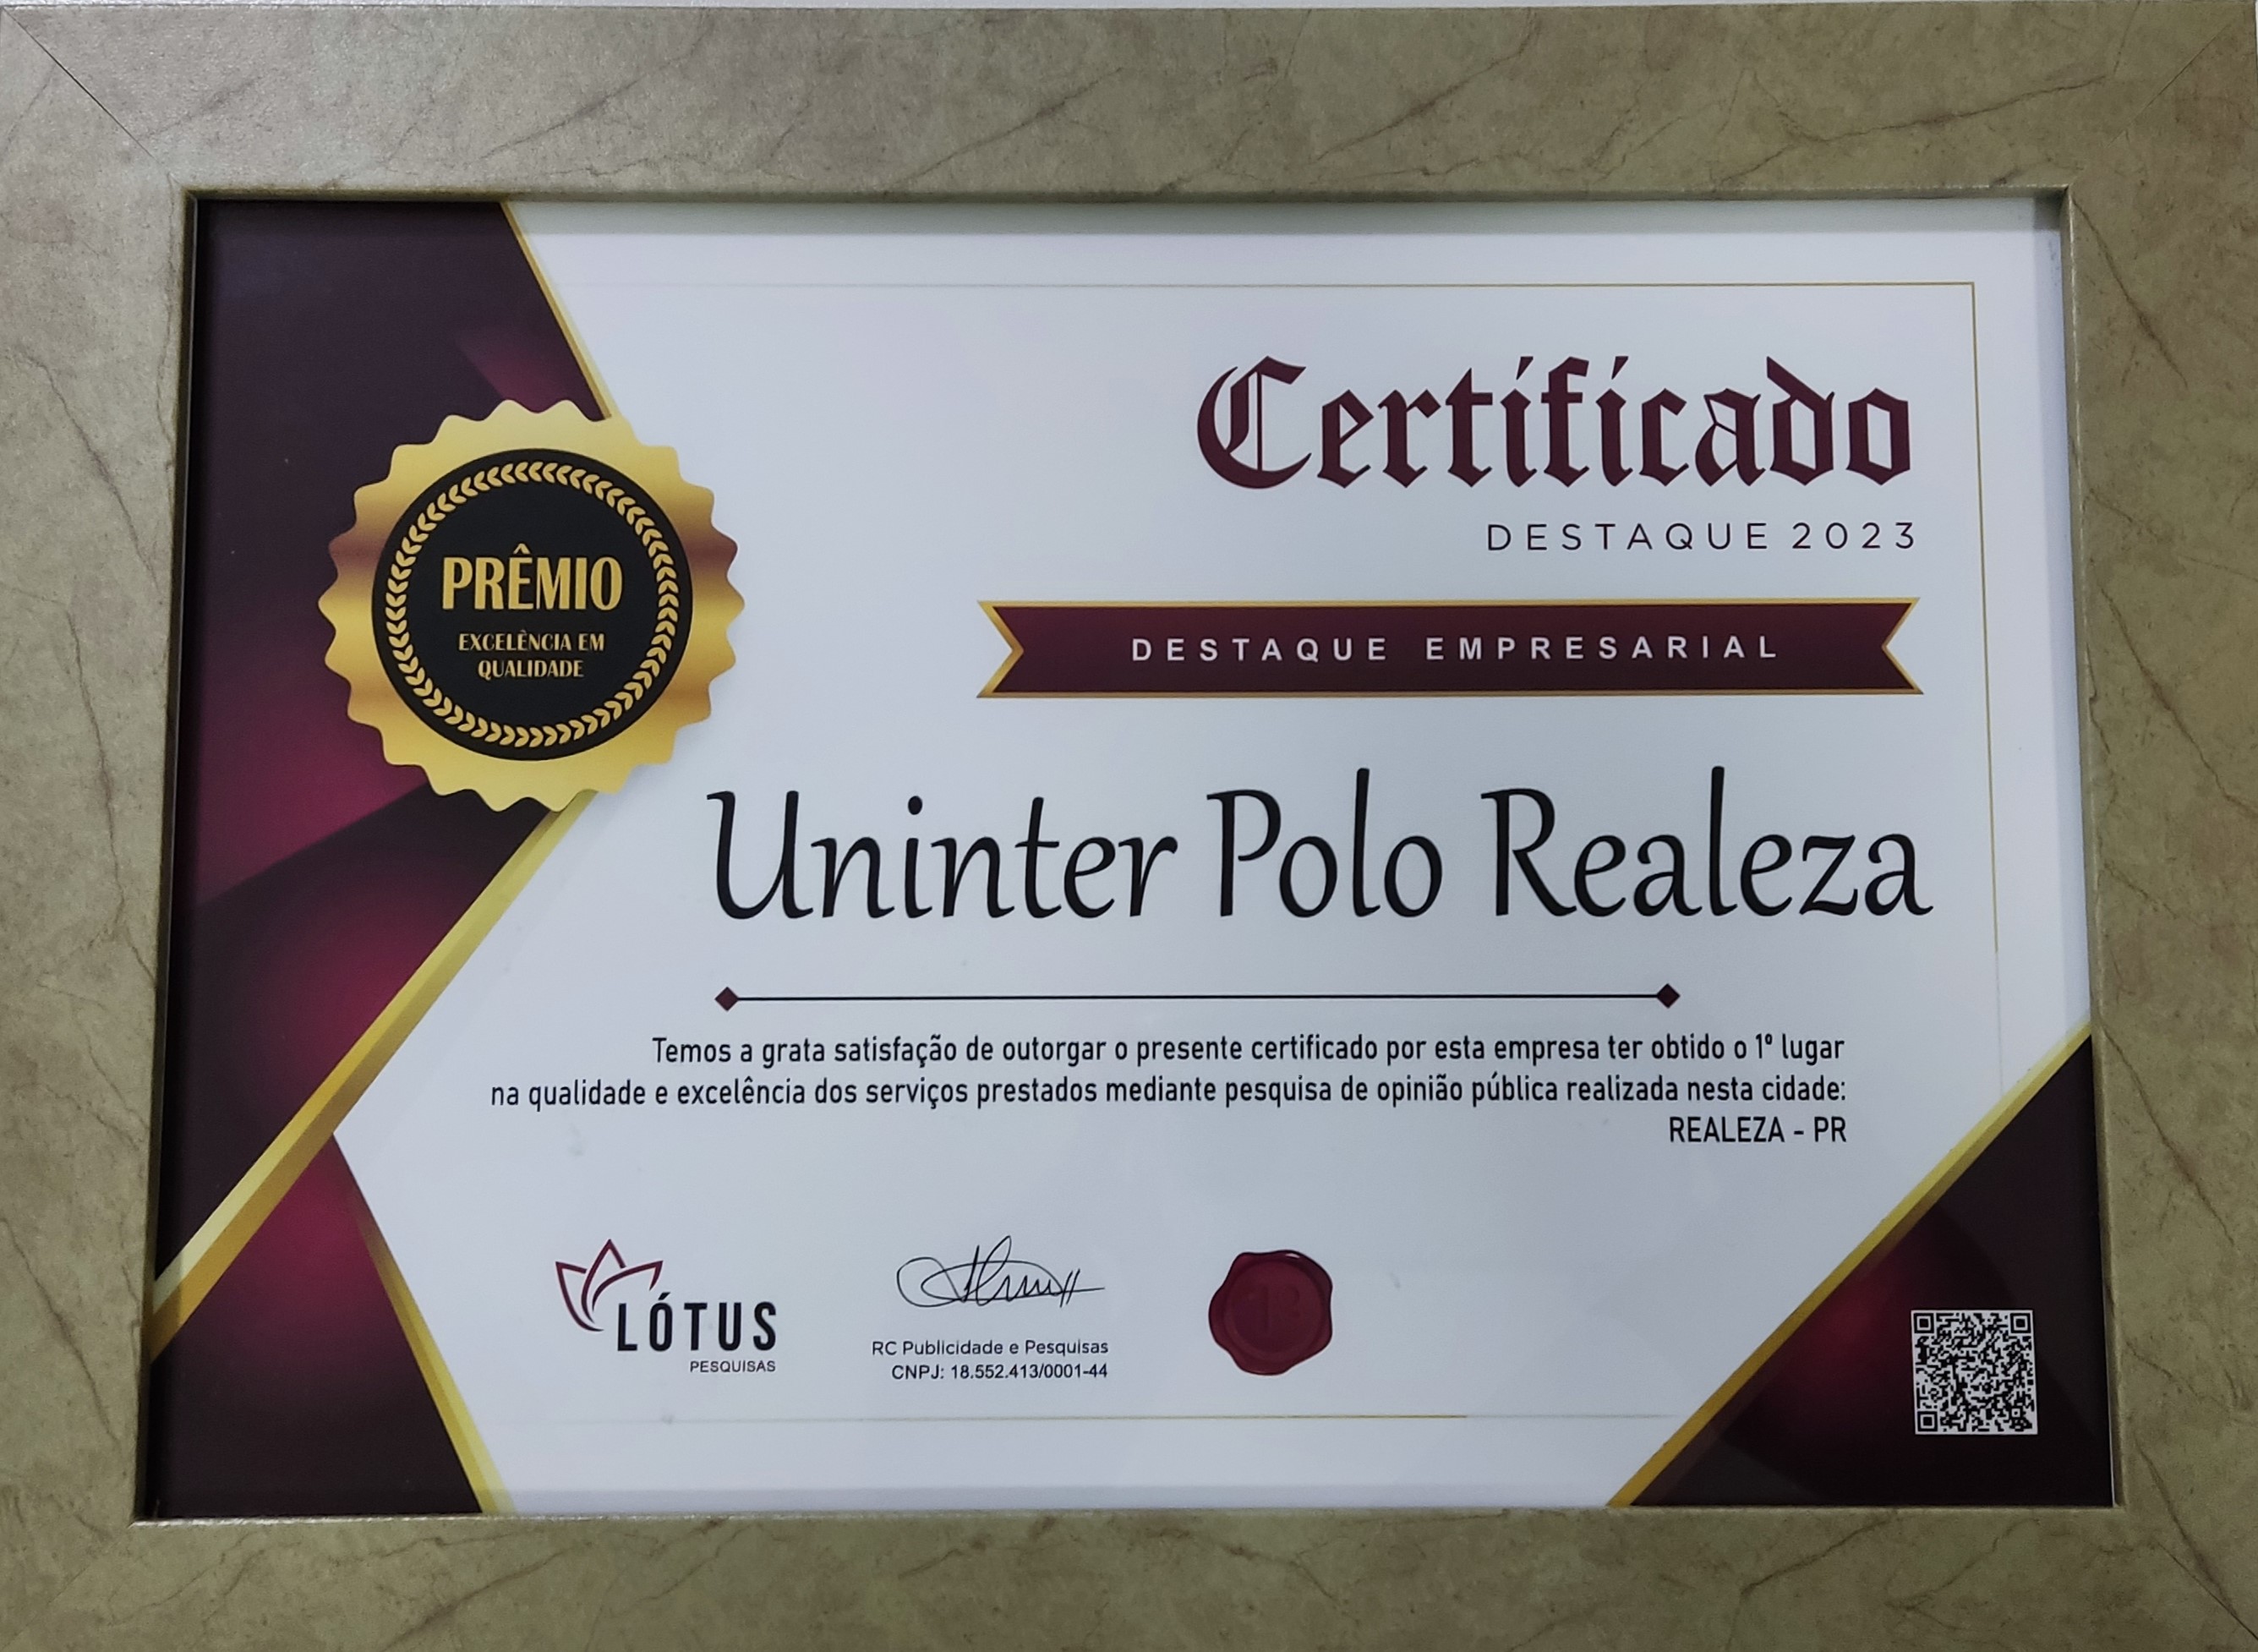 Certificado
DESTAQUE 2023
DESTAQUE EMPRESARIAL
PRÊMIO
EXCELÊNCIA EM
QUALIDADE
Uninter Polo Realeza
Temos a grata satisfação de outorgar o presente certificado por esta empresa ter obtido o 1º lugar
na qualidade e excelência dos serviços prestados mediante pesquisa de opinião pública realizada nesta cidade:
REALEZA - PR
LÓTUS
PESQUISAS
RC Publicidade e Pesquisas
CNPJ: 18.552.413/0001-44